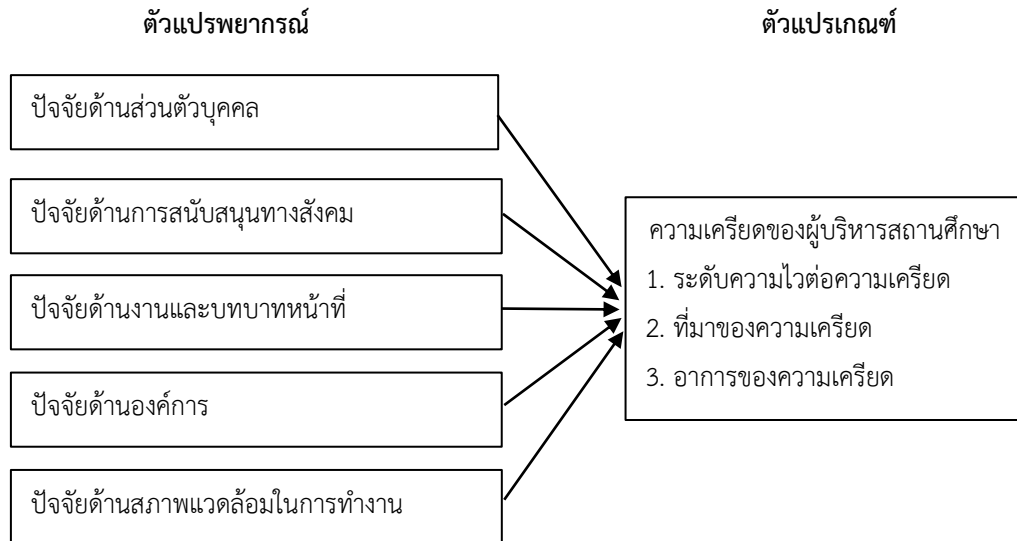 ตัวแปรพยากรณ์
ตัวแปรเกณฑ์
ปัจจัยด้านส่วนตัวบุคคล
ปัจจัยด้านการสนับสนุนทางสังคม
ปัจจัยด้านงานและบทบาทหน้าที่
ปัจจัยด้านองค์การ
ปัจจัยด้านสภาพแวดล้อมในการทำงาน
ความเครียดของผู้บริหารสถานศึกษา
1. ระดับความไวต่อความเครียด
2. ที่มาของความเครียด
3. อาการของความเครียด